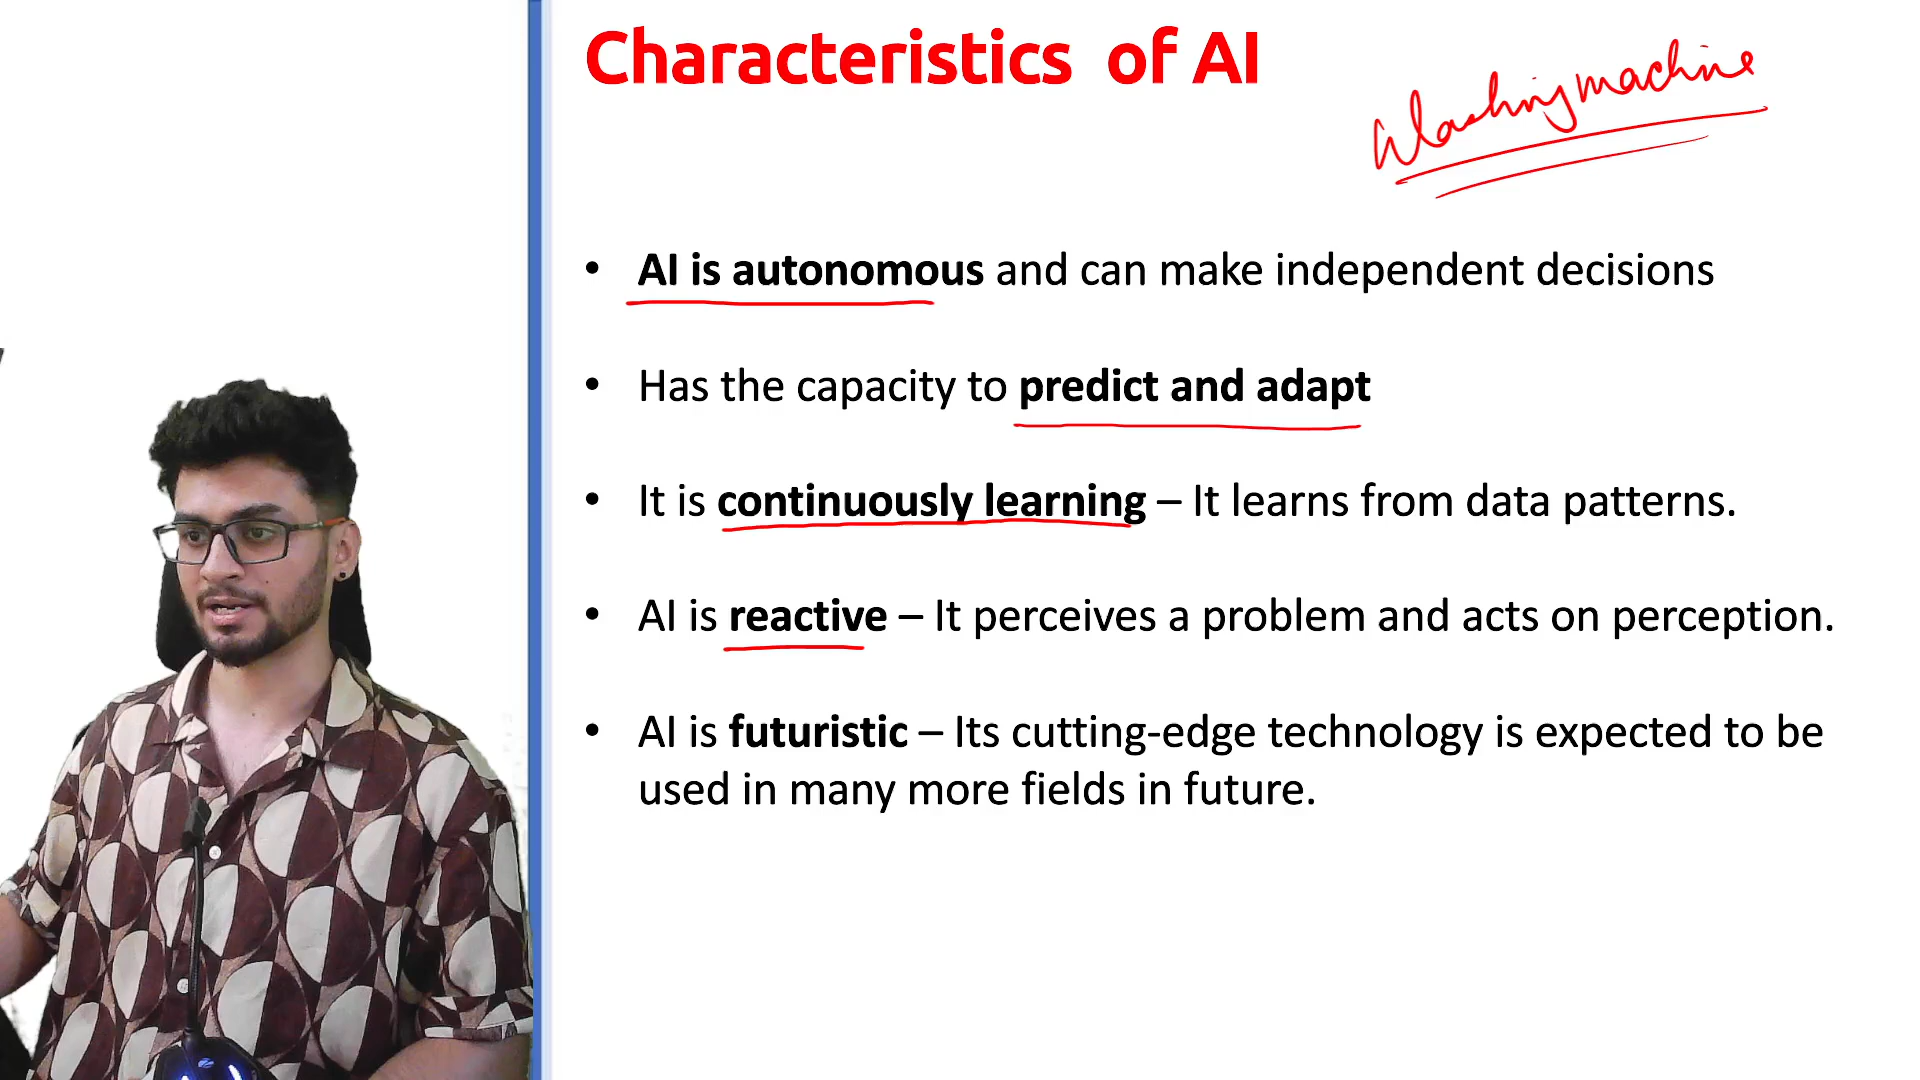 Characteristics of AI
Washing machine
• AI is autonomous and can make independent decisions
• Has the capacity to predict and adapt
• It is continuously learning – It learns from data patterns.
• AI is reactive – It perceives a problem and acts on perception.
• AI is futuristic – Its cutting-edge technology is expected to be
used in many more fields in future.